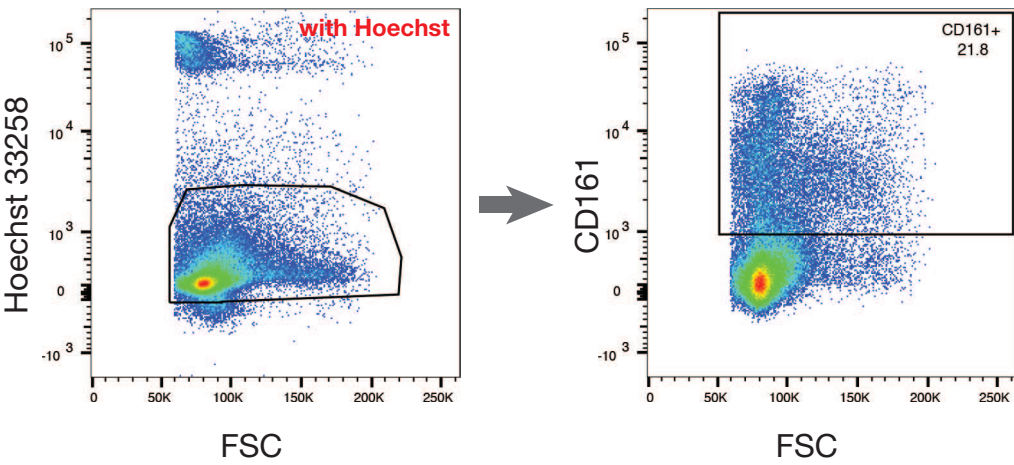 with Hoechst
Hoechst 33258
10^5
10^4
10^3
0
-10^3
0
50K
100K
150K
200K
250K
FSC
CD161+
21.8
CD161
10^5
10^4
10^3
0
-10^3
0
50K
100K
150K
200K
250K
FSC